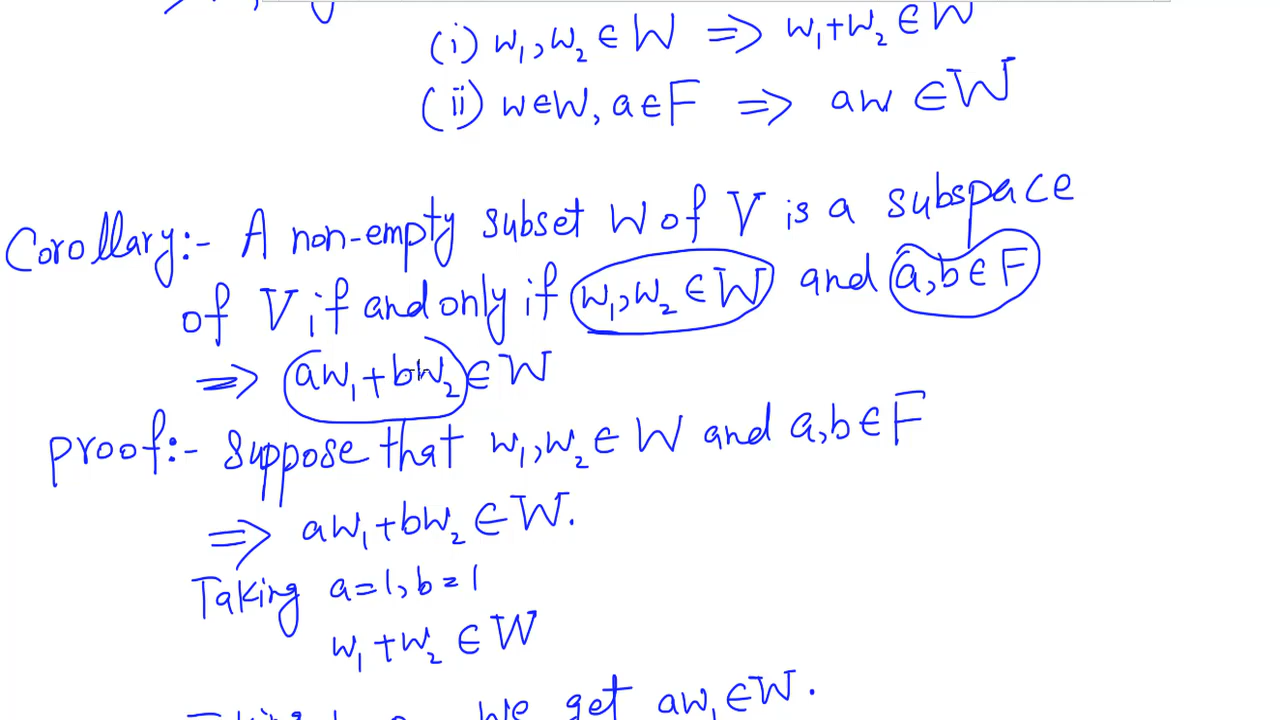 (i) w₁, w₂ ∈ W ⇒ w₁+w₂ ∈ W
(ii) w∈W, a∈F ⇒ aw ∈ W
Corollary:- A non-empty subset W of V is a subspace
of V if and only if w₁, w₂ ∈ W and a, b ∈ F
⇒ aw₁+bw₂ ∈ W
Proof:- Suppose that w₁, w₂ ∈ W and a, b ∈ F
⇒ aw₁+bw₂ ∈ W.
Taking a=1, b=1
w₁+w₂ ∈ W
Taking We get aw₁ ∈ W.